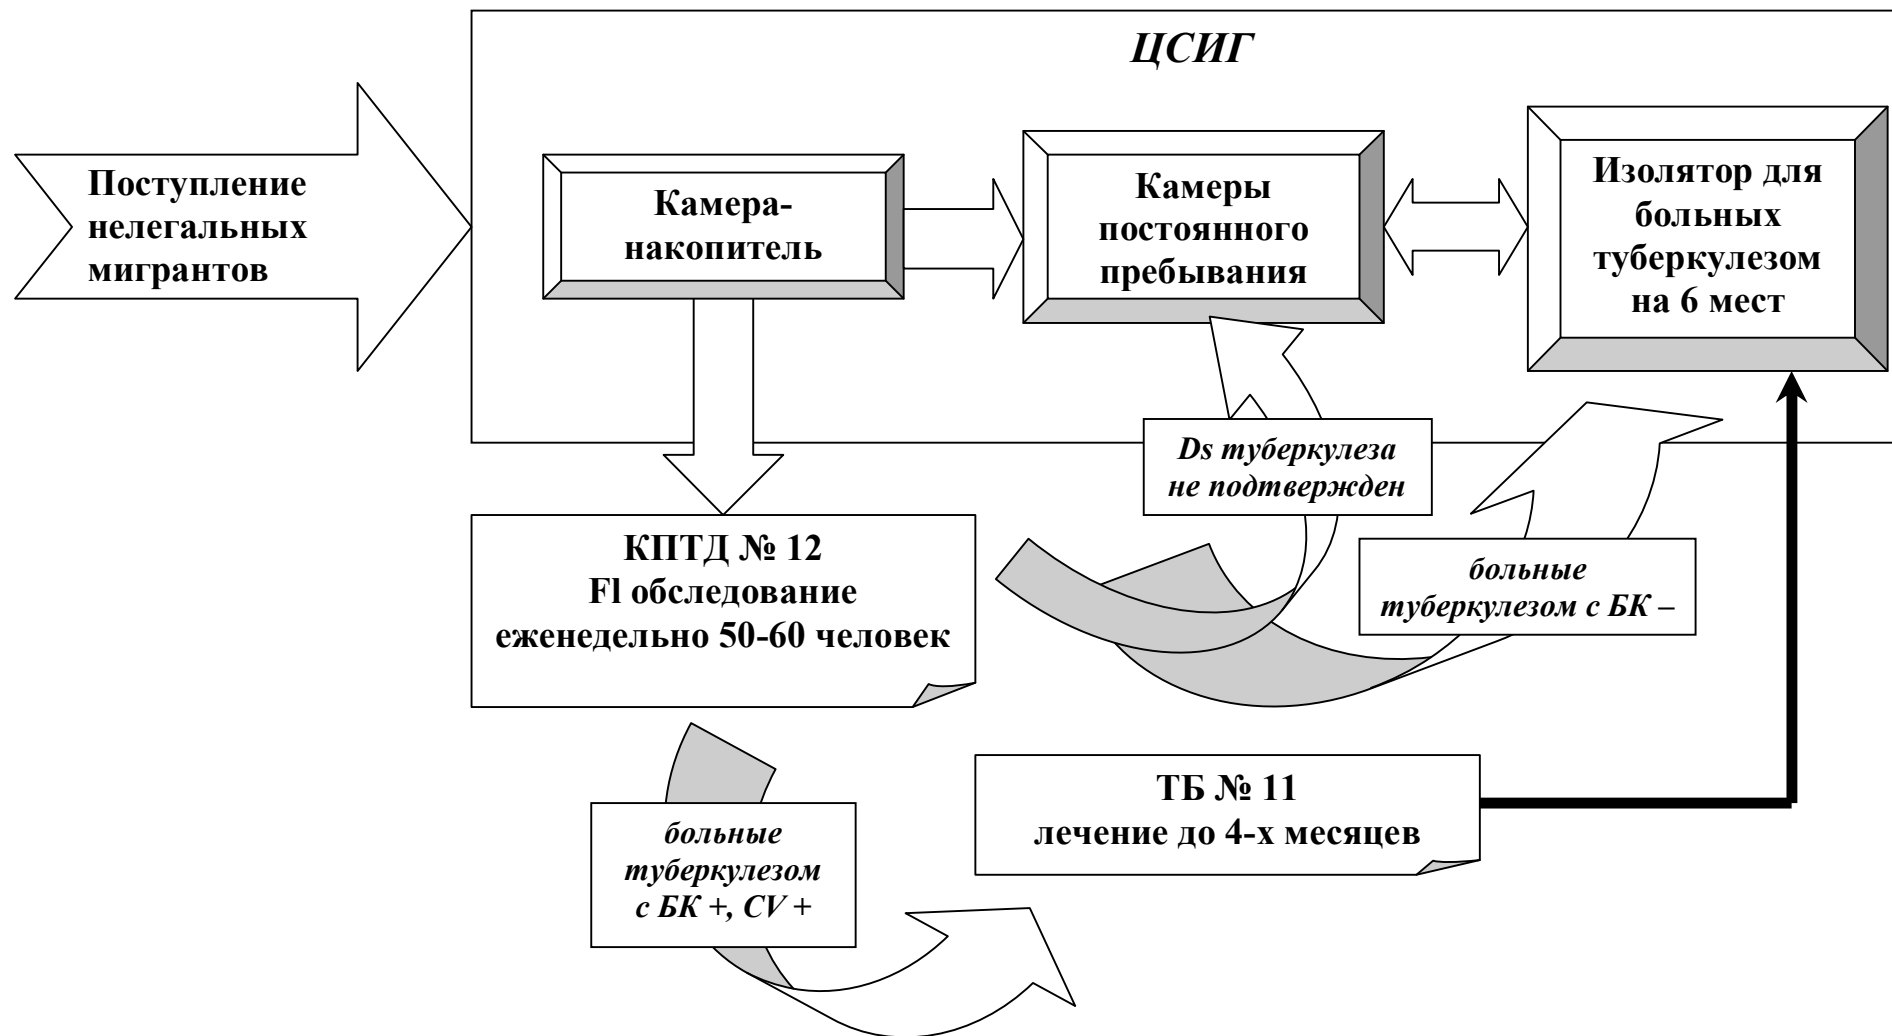 ЦСИГ
Поступление
нелегальных
мигрантов
Камера-
накопитель
Камеры
постоянного
пребывания
Изолятор для
больных
туберкулезом
на 6 мест
Ds туберкулеза
не подтвержден
КПТД № 12
Fl обследование
еженедельно 50-60 человек
больные
туберкулезом с БК –
ТБ № 11
лечение до 4-х месяцев
больные
туберкулезом
с БК +, CV +